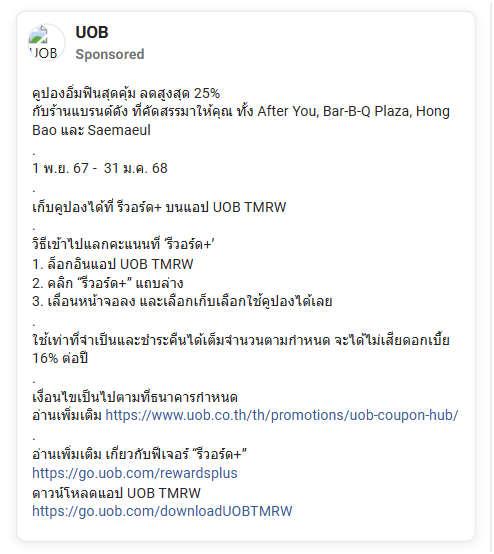 UOB
UOB
Sponsored
คูปองอิ่มฟินสุดคุ้ม ลดสูงสุด 25%
กับร้านแบรนด์ดัง ที่คัดสรรมาให้คุณ ทั้ง After You, Bar-B-Q Plaza, Hong
Bao และ Saemaeul
.
1 พ.ย. 67 - 31 ม.ค. 68
.
เก็บคูปองได้ที่ รีวอร์ด+ บนแอป UOB TMRW
.
วิธีเข้าไปแลกคะแนนที่ ‘รีวอร์ด+’
1. ล็อกอินแอป UOB TMRW
2. คลิก “รีวอร์ด+” แถบล่าง
3. เลื่อนหน้าจอลง และเลือกเก็บเลือกใช้คูปองได้เลย
.
ใช้เท่าที่จำเป็นและชำระคืนได้เต็มจำนวนตามกำหนด จะได้ไม่เสียดอกเบี้ย
16% ต่อปี
.
เงื่อนไขเป็นไปตามที่ธนาคารกำหนด
อ่านเพิ่มเติม https://www.uob.co.th/th/promotions/uob-coupon-hub/
.
อ่านเพิ่มเติม เกี่ยวกับฟีเจอร์ “รีวอร์ด+”
https://go.uob.com/rewardsplus
ดาวน์โหลดแอป UOB TMRW
https://go.uob.com/downloadUOBTMRW